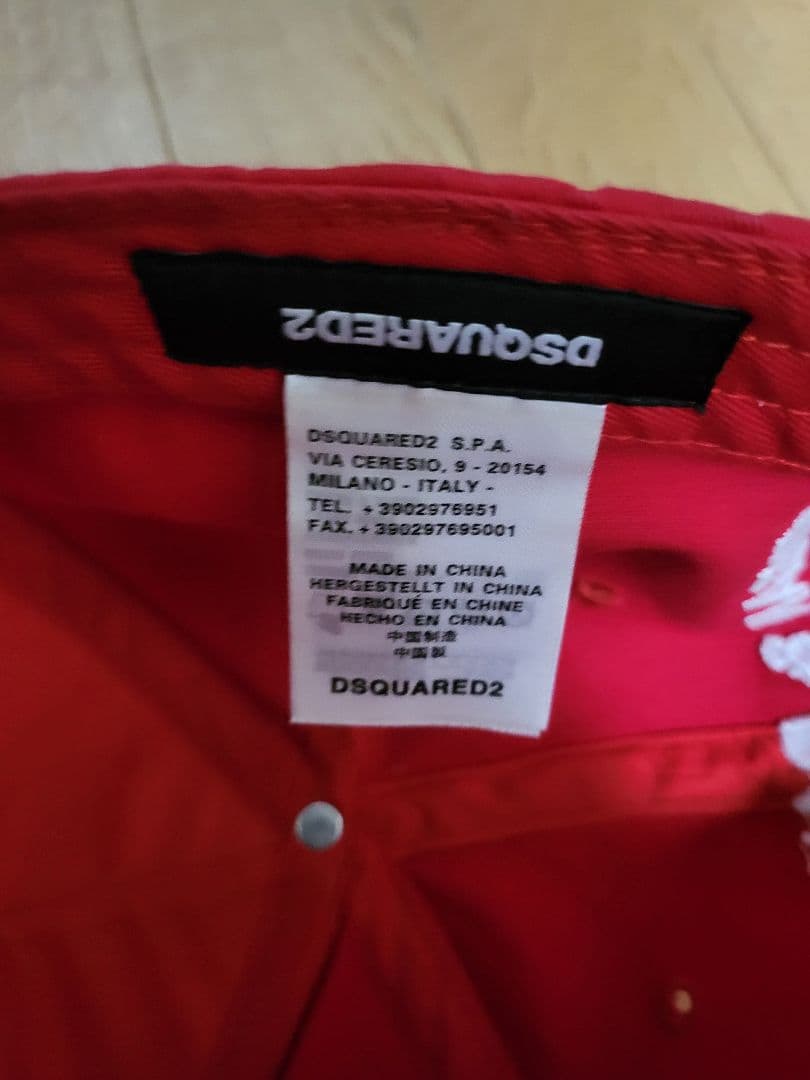 DSQUARED2
DSQUARED2 S.P.A.
VIA CERESIO, 9 - 20154
MILANO - ITALY -
TEL. + 3902976951
FAX. + 390297695001
MADE IN CHINA
HERGESTELLT IN CHINA
FABRIQUÉ EN CHINE
HECHO EN CHINA
中国制造
中国製
DSQUARED2